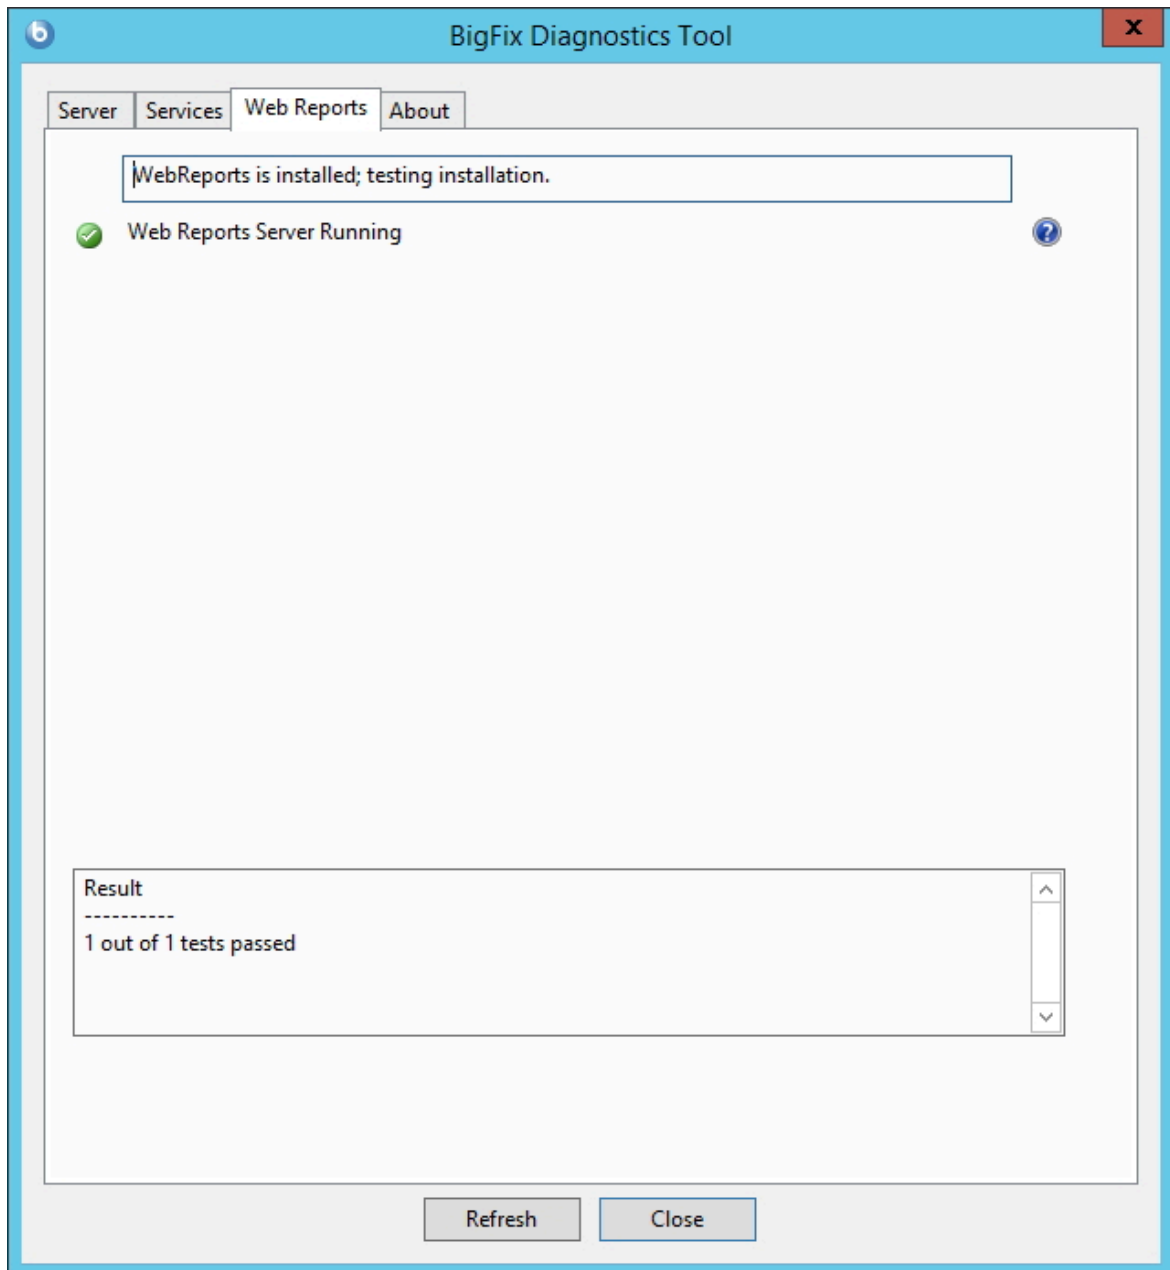 BigFix Diagnostics Tool
x
Server Services Web Reports About
WebReports is installed; testing installation.
Web Reports Server Running
Result
----------
1 out of 1 tests passed
Refresh Close